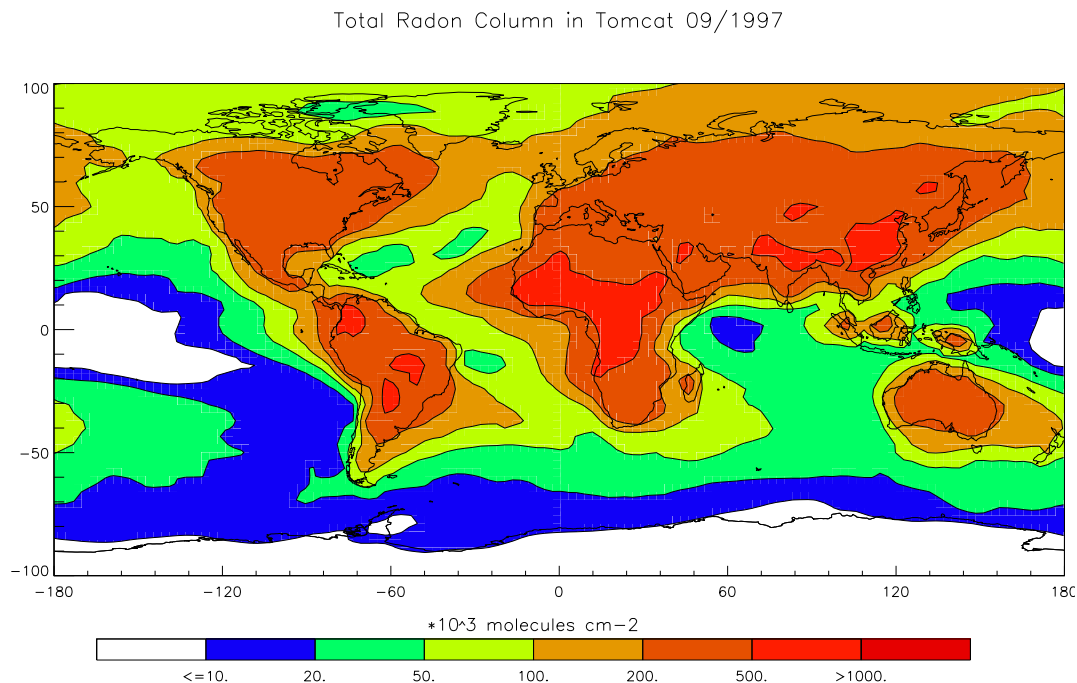 Total Radon Column in Tomcat 09/1997
100
50
0
−50
−100
−180 −120 −60 0 60 120 180
*10^3 molecules cm−2
<=10. 20. 50. 100. 200. 500. >1000.